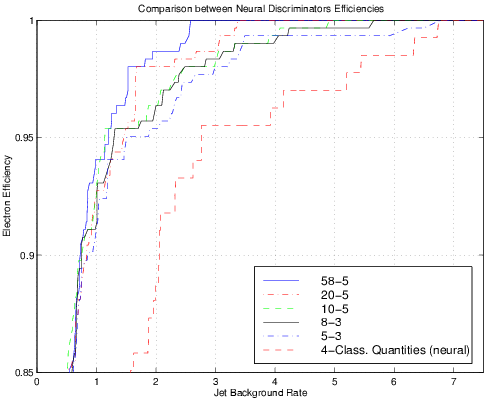 Comparison between Neural Discriminators Efficiencies
1
0.95
0.9
0.85
Electron Efficiency
58-5
20-5
10-5
8-3
5-3
4-Class. Quantities (neural)
0 1 2 3 4 5 6 7
Jet Background Rate